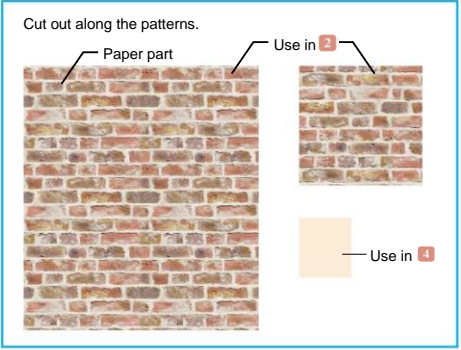 Cut out along the patterns.
Paper part
Use in 2
Use in 4